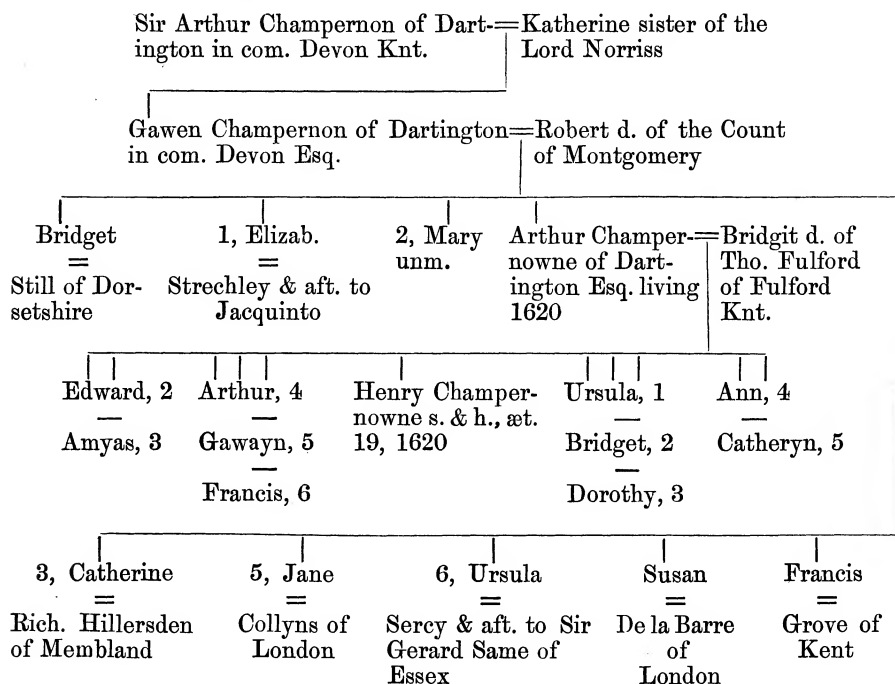 Sir Arthur Champernon of Dart-=Katherine sister of the
ington in com. Devon Knt. Lord Norriss
Gawen Champernon of Dartington=Robert d. of the Count
in com. Devon Esq. of Montgomery
Bridget 1, Elizab. 2, Mary Arthur Champer-=Bridgit d. of
= = unm. nowne of Dart- Tho. Fulford
Still of Dor- Strechley & aft. to ington Esq. living of Fulford
setshire Jacquinto 1620 Knt.
Edward, 2 Arthur, 4 Henry Champer- Ursula, 1 Ann, 4
— — nowne s. & h., æt. — —
Amyas, 3 Gawayn, 5 19, 1620 Bridget, 2 Catheryn, 5
— —
Francis, 6 Dorothy, 3
3, Catherine 5, Jane 6, Ursula Susan Francis
= = = = =
Rich. Hillersden Collyns of Sercy & aft. to Sir De la Barre Grove of
of Membland London Gerard Same of of Kent
Essex London